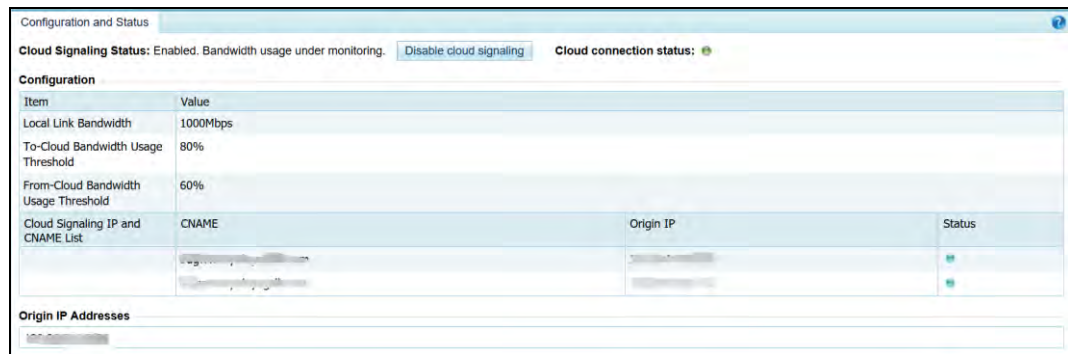 Configuration and Status
Cloud Signaling Status: Enabled. Bandwidth usage under monitoring. Disable cloud signaling Cloud connection status:
Configuration
Item Value
Local Link Bandwidth 1000Mbps
To-Cloud Bandwidth Usage 80%
Threshold
From-Cloud Bandwidth 60%
Usage Threshold
Cloud Signaling IP and CNAME Origin IP Status
CNAME List
Origin IP Addresses